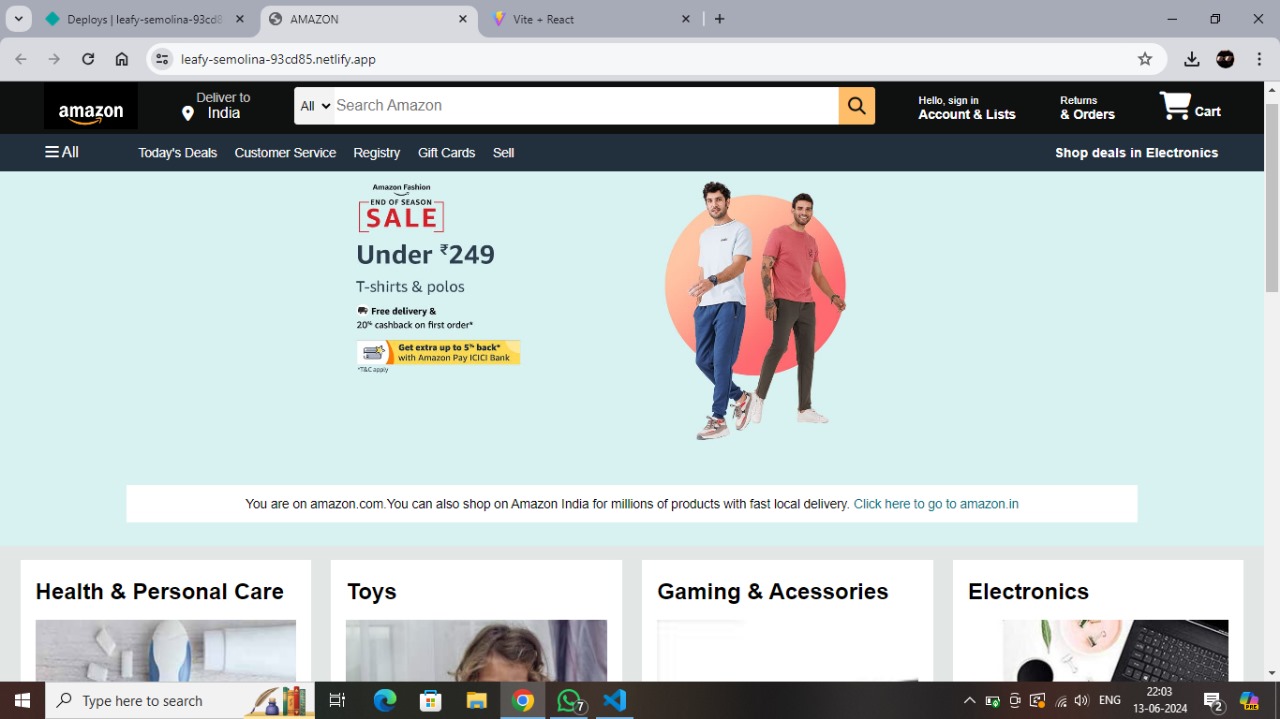 Deploys | leafy-semolina-93cd8
AMAZON
Vite + React
leafy-semolina-93cd85.netlify.app
amazon
Deliver to
India
All
Search Amazon
Hello, sign in
Account & Lists
Returns
& Orders
Cart
All
Today's Deals
Customer Service
Registry
Gift Cards
Sell
Shop deals in Electronics
Amazon Fashion
END OF SEASON
SALE
Under ₹249
T-shirts & polos
Free delivery &
20% cashback on first order*
Get extra up to 5% back*
with Amazon Pay ICICI Bank
*T&C apply
You are on amazon.com.You can also shop on Amazon India for millions of products with fast local delivery. Click here to go to amazon.in
Health & Personal Care
Toys
Gaming & Acessories
Electronics
Type here to search
7
ENG
22:03
13-06-2024
2
PRE